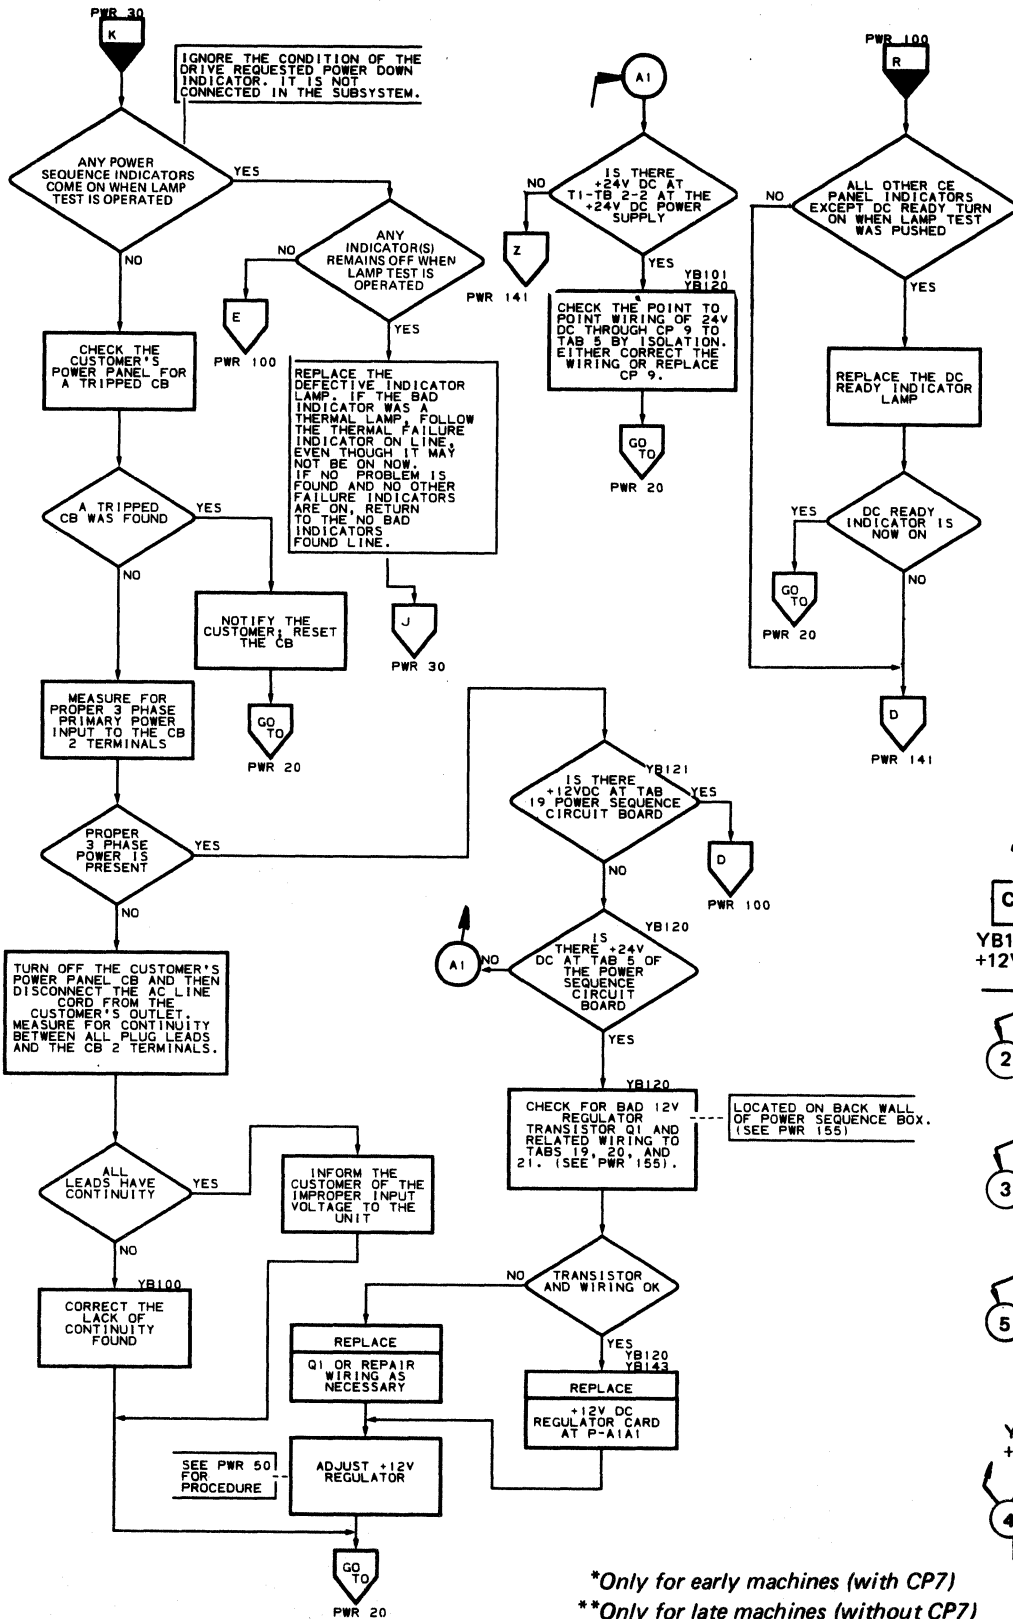 PWR 30
K
IGNORE THE CONDITION OF THE
DRIVE REQUESTED POWER DOWN
INDICATOR. IT IS NOT
CONNECTED IN THE SUBSYSTEM.
ANY POWER
SEQUENCE INDICATORS
COME ON WHEN LAMP
TEST IS OPERATED
YES
NO
ANY
INDICATOR(S)
REMAINS OFF WHEN
LAMP TEST IS
OPERATED
NO
E
PWR 100
YES
CHECK THE
CUSTOMER'S
POWER PANEL FOR
A TRIPPED CB
REPLACE THE
DEFECTIVE INDICATOR
LAMP. IF THE BAD
INDICATOR WAS A
THERMAL LAMP, FOLLOW
THE THERMAL FAILURE
INDICATOR ON LINE,
EVEN THOUGH IT MAY
NOT BE ON NOW.
IF NO PROBLEM IS
FOUND AND NO OTHER
FAILURE INDICATORS
ARE ON, RETURN
TO THE NO BAD
INDICATORS
FOUND LINE.
J
PWR 30
A TRIPPED
CB WAS FOUND
YES
NO
NOTIFY THE
CUSTOMER; RESET
THE CB
GO
TO
PWR 20
MEASURE FOR
PROPER 3 PHASE
PRIMARY POWER
INPUT TO THE CB
2 TERMINALS
PROPER
3 PHASE
POWER IS
PRESENT
YES
NO
TURN OFF THE CUSTOMER'S
POWER PANEL CB AND THEN
DISCONNECT THE AC LINE
CORD FROM THE
CUSTOMER'S OUTLET.
MEASURE FOR CONTINUITY
BETWEEN ALL PLUG LEADS
AND THE CB 2 TERMINALS.
ALL
LEADS HAVE
CONTINUITY
YES
NO
INFORM THE
CUSTOMER OF THE
IMPROPER INPUT
VOLTAGE TO THE
UNIT
YB100
CORRECT THE
LACK OF
CONTINUITY
FOUND
A1
IS THERE
+24V DC AT
T1-TB 2-2 AT THE
+24V DC POWER
SUPPLY
NO
Z
PWR 141
YES
YB101
YB120
CHECK THE POINT TO
POINT WIRING OF 24V
DC THROUGH CP 9 TO
TAB 5 BY ISOLATION.
EITHER CORRECT THE
WIRING OR REPLACE
CP 9.
GO
TO
PWR 20
PWR 100
R
ALL OTHER CE
PANEL INDICATORS
EXCEPT DC READY TURN
ON WHEN LAMP TEST
WAS PUSHED
NO
YES
REPLACE THE DC
READY INDICATOR
LAMP
DC READY
INDICATOR IS
NOW ON
YES
NO
GO
TO
PWR 20
D
PWR 141
YB121
IS THERE
+12VDC AT TAB
19 POWER SEQUENCE
CIRCUIT BOARD
YES
D
PWR 100
NO
YB120
IS
THERE +24V
DC AT TAB 5 OF
THE POWER
SEQUENCE
CIRCUIT
BOARD
NO
A1
YES
YB120
CHECK FOR BAD 12V
REGULATOR
TRANSISTOR Q1 AND
RELATED WIRING TO
TABS 19, 20, AND
21. (SEE PWR 155).
LOCATED ON BACK WALL
OF POWER SEQUENCE BOX.
(SEE PWR 155)
TRANSISTOR
AND WIRING OK
NO
YES
YB120
YB143
REPLACE
Q1 OR REPAIR
WIRING AS
NECESSARY
REPLACE
+12V DC
REGULATOR CARD
AT P-A1A1
SEE PWR 50
FOR
PROCEDURE
ADJUST +12V
REGULATOR
GO
TO
PWR 20
C
YB1
+12V
2
3
5
Y
+
4
*Only for early machines (with CP7)
**Only for late machines (without CP7)